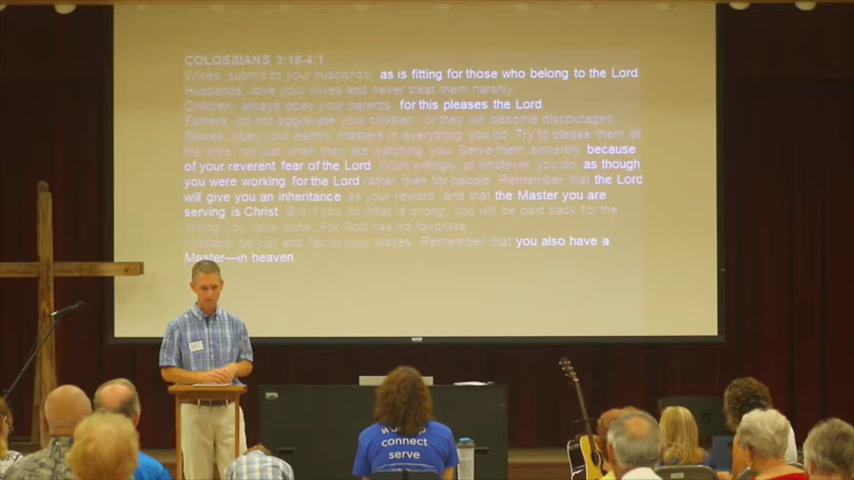 COLOSSIANS 3:18-4:1
Wives, submit to your husbands, as is fitting for those who belong to the Lord
Husbands, love your wives and never treat them harshly.
Children, always obey your parents, for this pleases the Lord
Fathers, do not aggravate your children, or they will become discouraged
Slaves, obey your earthly masters in everything you do. Try to please them all
the time, not just when they are watching you. Serve them sincerely because
of your reverent fear of the Lord. Work willingly at whatever you do, as though
you were working for the Lord rather than for people. Remember that the Lord
will give you an inheritance as your reward, and that the Master you are
serving is Christ. But if you do what is wrong, you will be paid back for the
wrong you have done. For God has no favorites.
Masters, be just and fair to your slaves. Remember that you also have a
Master—in heaven
connect
serve